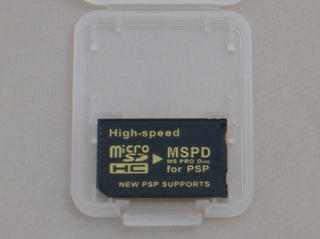 High-speed
micro SD HC ► MSPD
MS PRO Duo
for PSP
NEW PSP SUPPORTS